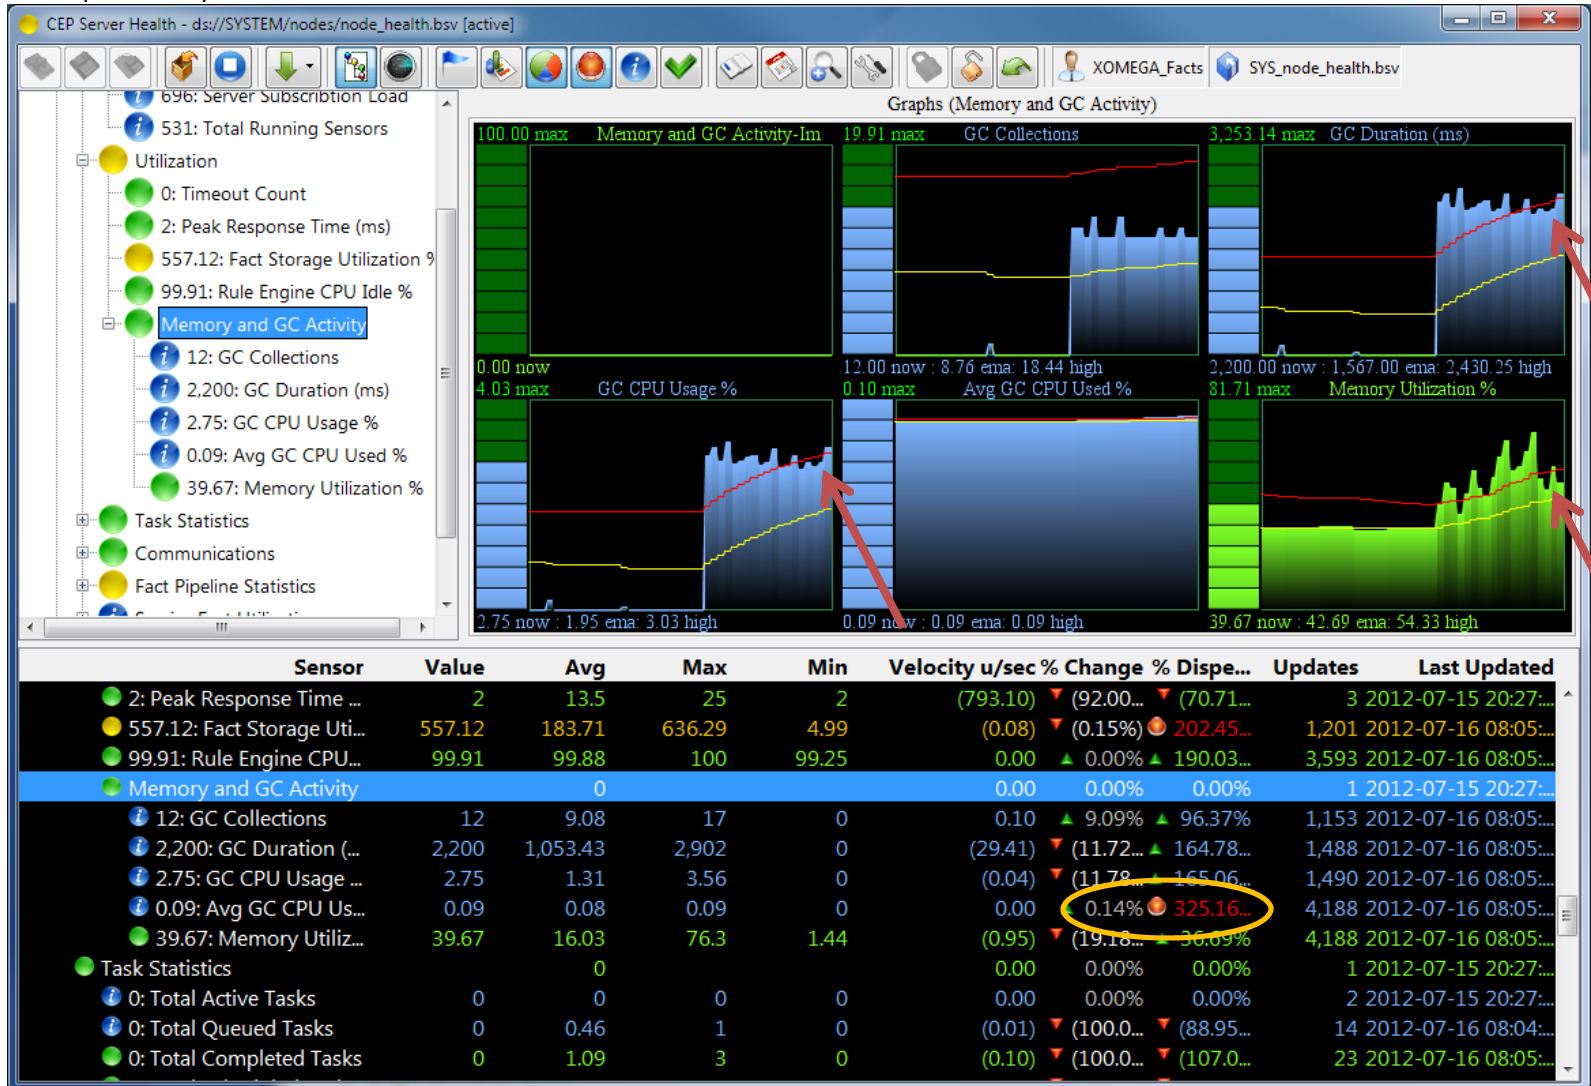 CEP Server Health - ds://SYSTEM/nodes/node_health.bsv [active]
XOMEGA_Facts
SYS_node_health.bsv
696: Server Subscribtion Load
531: Total Running Sensors
Utilization
0: Timeout Count
2: Peak Response Time (ms)
557.12: Fact Storage Utilization %
99.91: Rule Engine CPU Idle %
Memory and GC Activity
12: GC Collections
2,200: GC Duration (ms)
2.75: GC CPU Usage %
0.09: Avg GC CPU Used %
39.67: Memory Utilization %
Task Statistics
Communications
Fact Pipeline Statistics
Graphs (Memory and GC Activity)
100.00 max Memory and GC Activity-Im
0.00 now
19.91 max GC Collections
12.00 now : 8.76 ema: 18.44 high
3,253.14 max GC Duration (ms)
2,200.00 now : 1,567.00 ema: 2,430.25 high
4.03 max GC CPU Usage %
2.75 now : 1.95 ema: 3.03 high
0.10 max Avg GC CPU Used %
0.09 now : 0.09 ema: 0.09 high
81.71 max Memory Utilization %
39.67 now : 42.69 ema: 54.33 high
Sensor Value Avg Max Min Velocity u/sec % Change % Dispe... Updates Last Updated
2: Peak Response Time ... 2 13.5 25 2 (793.10) (92.00... (70.71... 3 2012-07-15 20:27:...
557.12: Fact Storage Uti... 557.12 183.71 636.29 4.99 (0.08) (0.15%) 202.45... 1,201 2012-07-16 08:05:...
99.91: Rule Engine CPU... 99.91 99.88 100 99.25 0.00 0.00% 190.03... 3,593 2012-07-16 08:05:...
Memory and GC Activity 0 0.00 0.00% 0.00% 1 2012-07-15 20:27:...
12: GC Collections 12 9.08 17 0 0.10 9.09% 96.37% 1,153 2012-07-16 08:05:...
2,200: GC Duration (... 2,200 1,053.43 2,902 0 (29.41) (11.72... 164.78... 1,488 2012-07-16 08:05:...
2.75: GC CPU Usage ... 2.75 1.31 3.56 0 (0.04) (11.78... 165.06... 1,490 2012-07-16 08:05:...
0.09: Avg GC CPU Us... 0.09 0.08 0.09 0 0.00 0.14% 325.16... 4,188 2012-07-16 08:05:...
39.67: Memory Utiliz... 39.67 16.03 76.3 1.44 (0.95) (19.18... 36.69% 4,188 2012-07-16 08:05:...
Task Statistics 0 0.00 0.00% 0.00% 1 2012-07-15 20:27:...
0: Total Active Tasks 0 0 0 0 0.00 0.00% 0.00% 2 2012-07-15 20:27:...
0: Total Queued Tasks 0 0.46 1 0 (0.01) (100.0... (88.95... 14 2012-07-16 08:04:...
0: Total Completed Tasks 0 1.09 3 0 (0.10) (100.0... (107.0... 23 2012-07-16 08:05:...